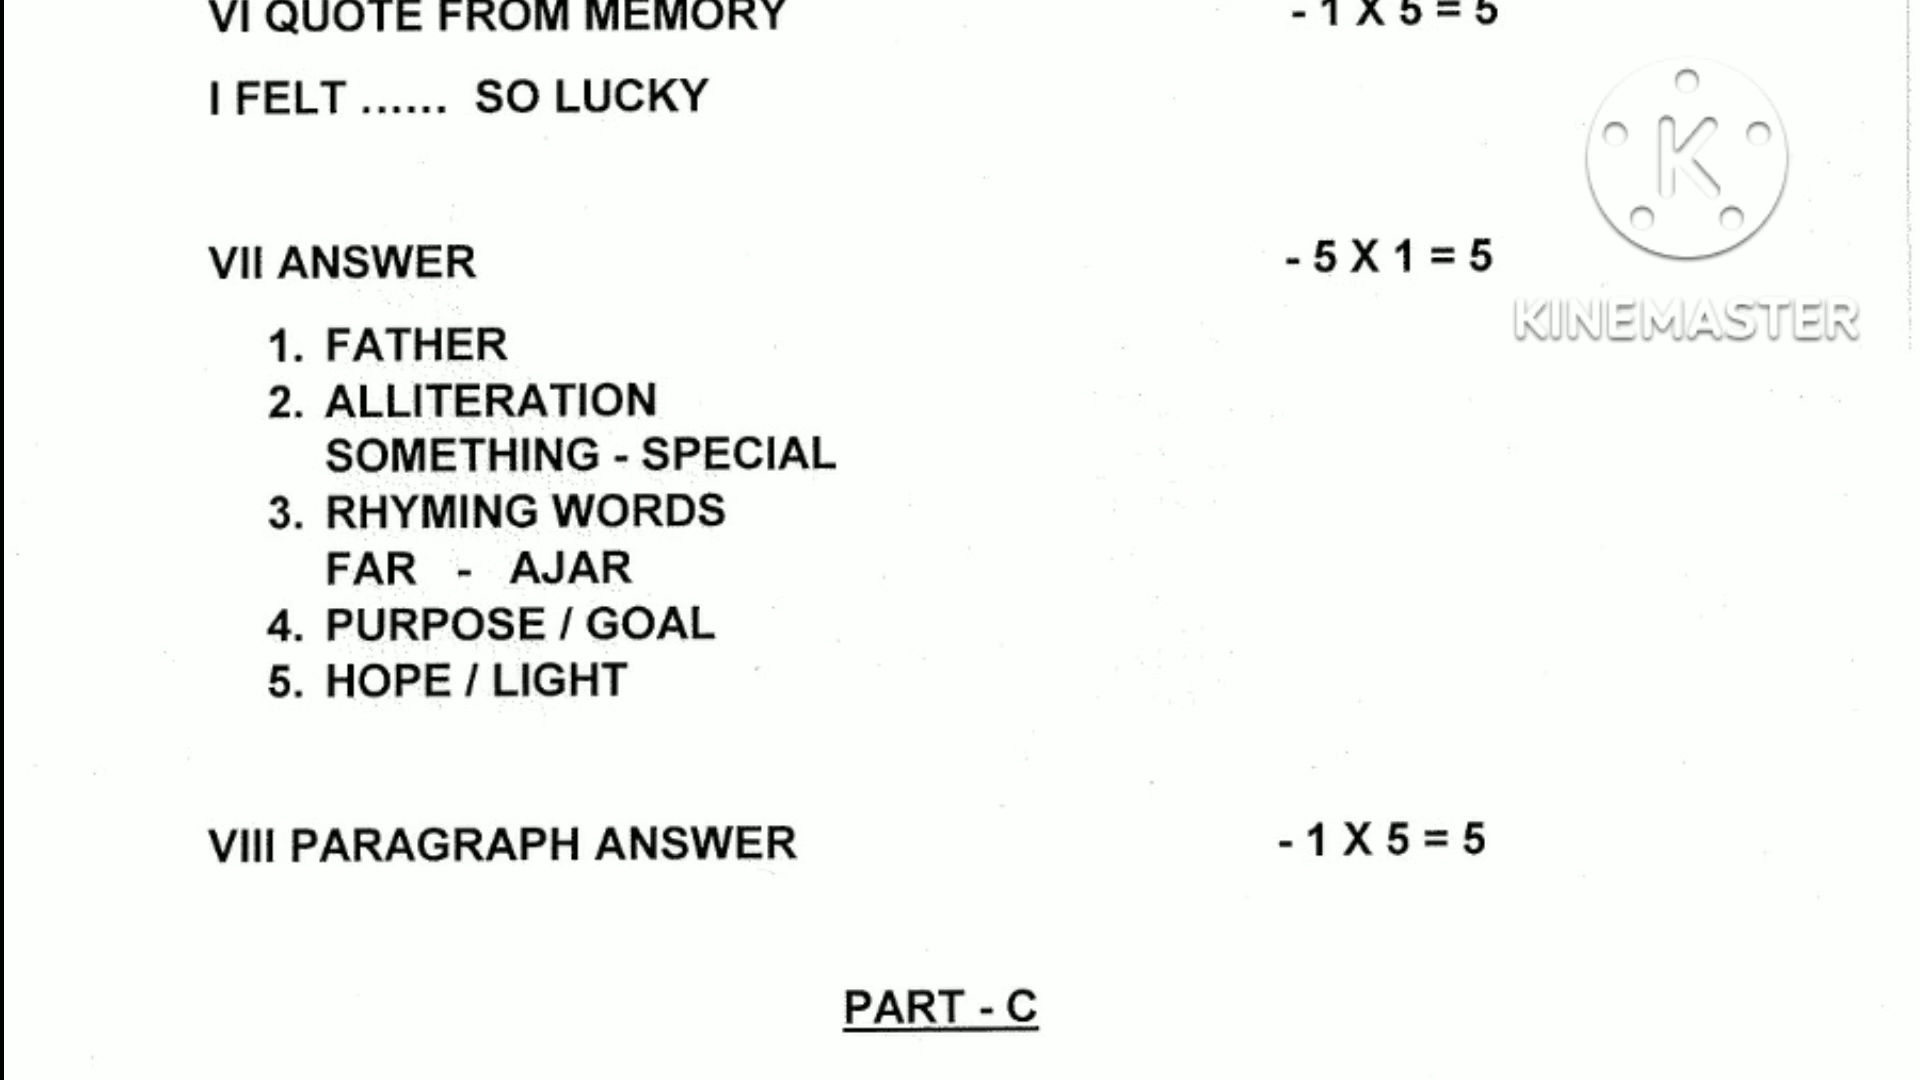 VI QUOTE FROM MEMORY - 1 X 5 = 5
I FELT ...... SO LUCKY
VII ANSWER - 5 X 1 = 5
1. FATHER
2. ALLITERATION
SOMETHING - SPECIAL
3. RHYMING WORDS
FAR - AJAR
4. PURPOSE / GOAL
5. HOPE / LIGHT
VIII PARAGRAPH ANSWER - 1 X 5 = 5
PART - C
K
KINEMASTER